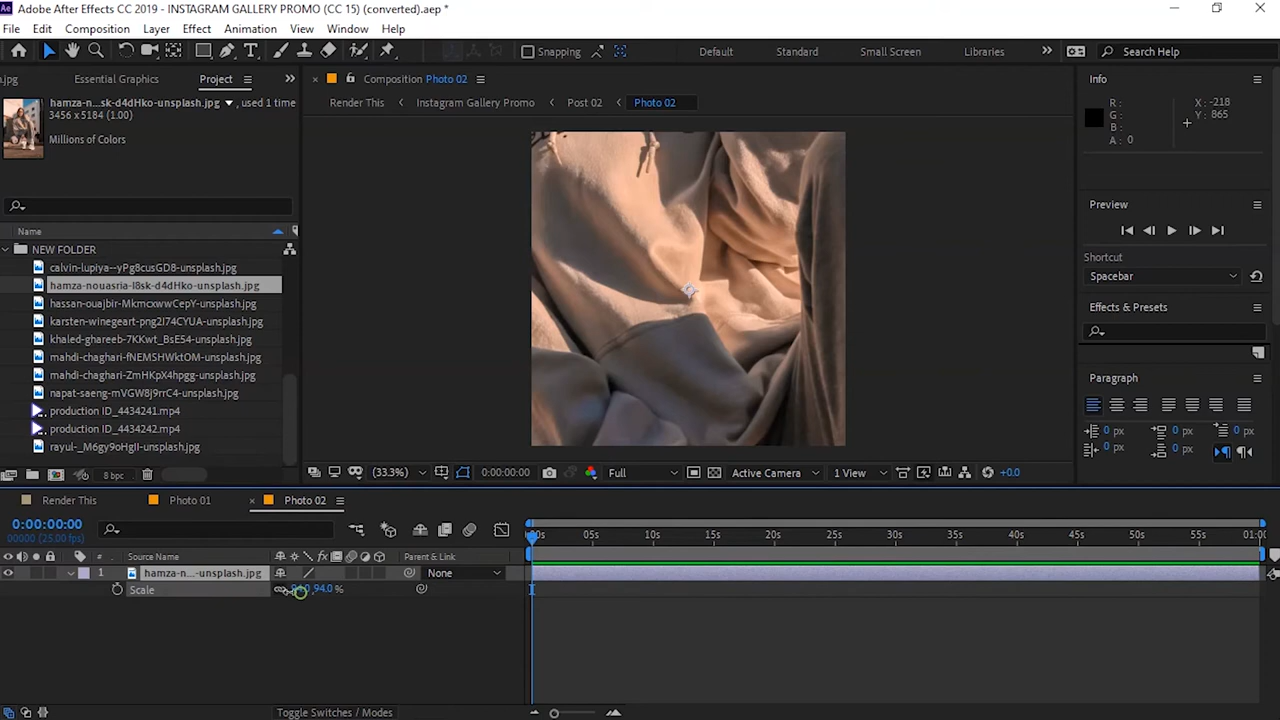 Adobe After Effects CC 2019 - INSTAGRAM GALLERY PROMO (CC 15) (converted).aep *
File Edit Composition Layer Effect Animation View Window Help
Snapping Default Standard Small Screen Libraries Search Help
.jpg Essential Graphics Project
hamza-n...sk-d4dHko-unsplash.jpg , used 1 time
3456 x 5184 (1.00)
Millions of Colors
Name
NEW FOLDER
calvin-lupiya--yPg8cusGD8-unsplash.jpg
hamza-nouasria-I8sk-d4dHko-unsplash.jpg
hassan-ouajbir-MkmcxwwCepY-unsplash.jpg
karsten-winegeart-png2I74CYUA-unsplash.jpg
khaled-ghareeb-7KKwt_BsE54-unsplash.jpg
mahdi-chaghari-fNEMSHWktOM-unsplash.jpg
mahdi-chaghari-ZmHKpX4hpgg-unsplash.jpg
napat-saeng-mVGW8j9rrC4-unsplash.jpg
production ID_4434241.mp4
production ID_4434242.mp4
rayul-_M6gy9oHgII-unsplash.jpg
8 bpc
Composition Photo 02
Render This Instagram Gallery Promo Post 02 Photo 02
(33.3%) 0:00:00:00 Full Active Camera 1 View +0.0
Info
R :
G :
B :
A : 0
X : -218
Y : 865
Preview
Shortcut
Spacebar
Effects & Presets
Paragraph
0 px 0 px 0 px
0 px 0 px
Render This Photo 01 Photo 02
0:00:00:00
00000 (25.00 fps)
# Source Name Parent & Link
1 hamza-n...-unsplash.jpg None
Scale 94.0 %
00s 05s 10s 15s 20s 25s 30s 35s 40s 45s 50s 55s 01:00
Toggle Switches / Modes